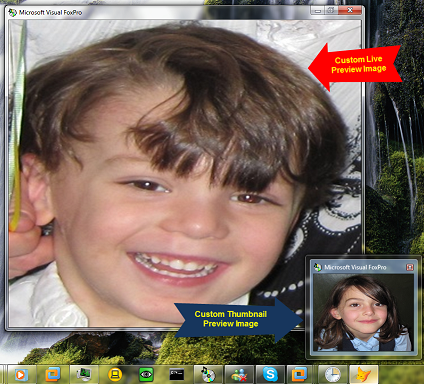 Microsoft Visual FoxPro
Custom Live
Preview Image
Microsoft Visual FoxPro
Custom Thumbnail
Preview Image